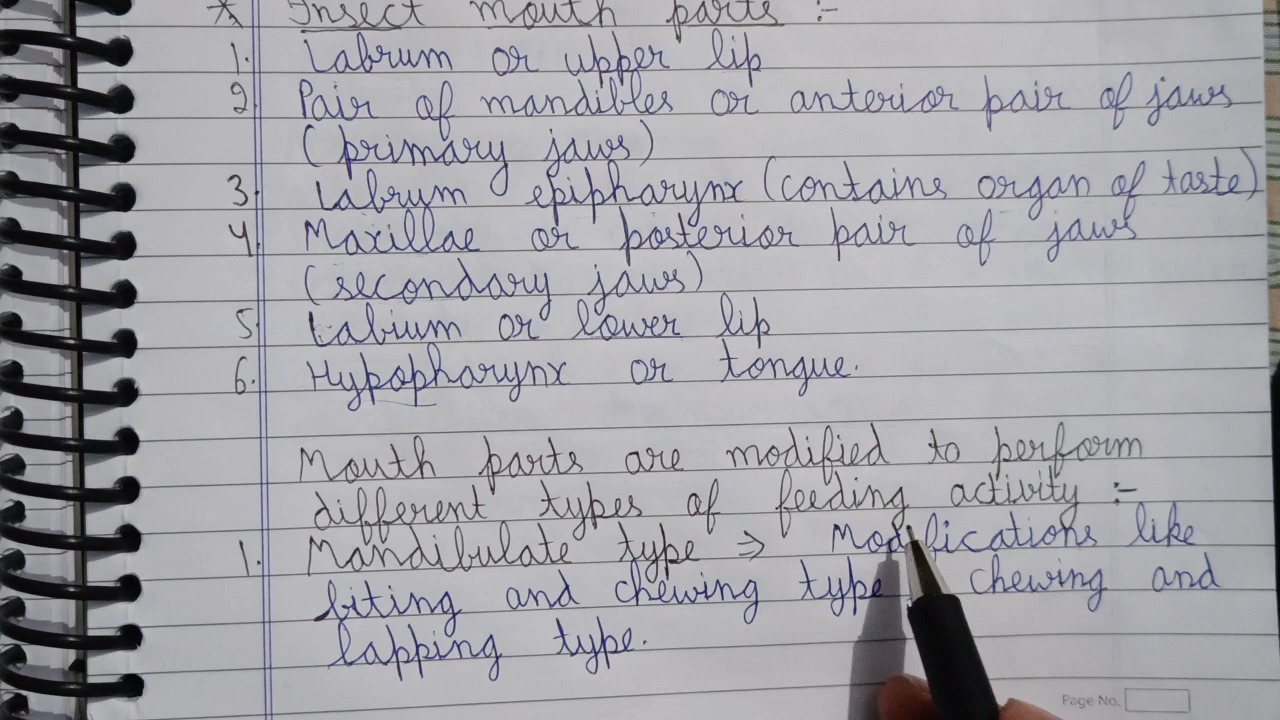 * Insect mouth parts :-
1. Labrum or upper lip
2. Pair of mandibles or anterior pair of jaws
(primary jaws)
3. Labrum epipharynx (contains organ of taste)
4. Maxillae or posterior pair of jaws
(secondary jaws)
5. Labium or lower lip
6. Hypopharynx or tongue.
Mouth parts are modified to perform
different types of feeding activity :-
1. Mandibulate type ⇒ Modifications like
biting and chewing type, chewing and
lapping type.
Page No.